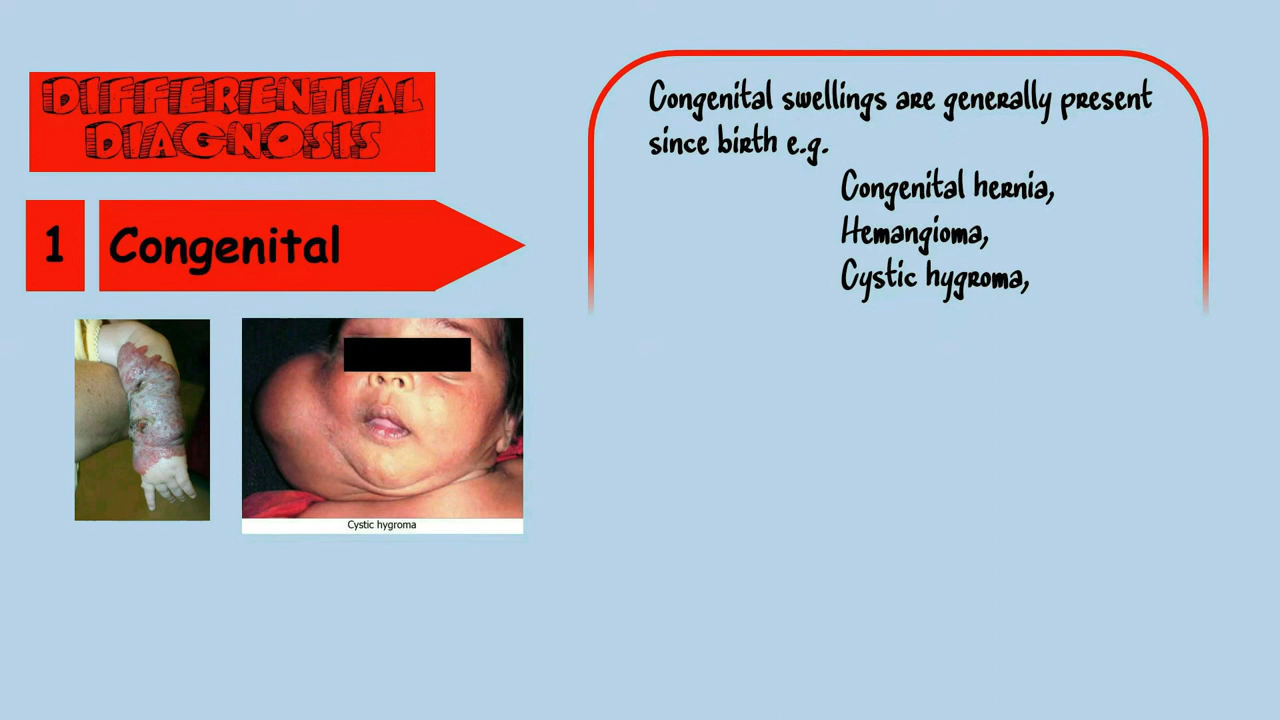 DIFFERENTIAL
DIAGNOSIS
1 Congenital
Cystic hygroma
Congenital swellings are generally present
since birth e.g.
Congenital hernia,
Hemangioma,
Cystic hygroma,